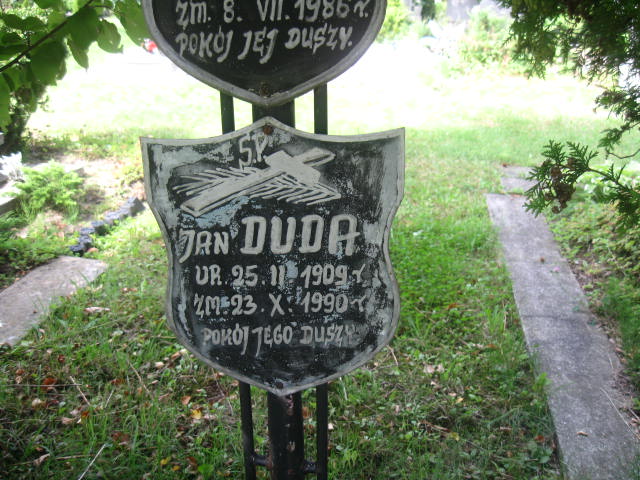 ZM. 8. VII. 1986 r
POKÓJ JEJ DUSZY.
Ś.P.
JAN DUDA
UR 25 II 1909 r
ZM. 23. X. 1990 r
POKÓJ JEGO DUSZY.